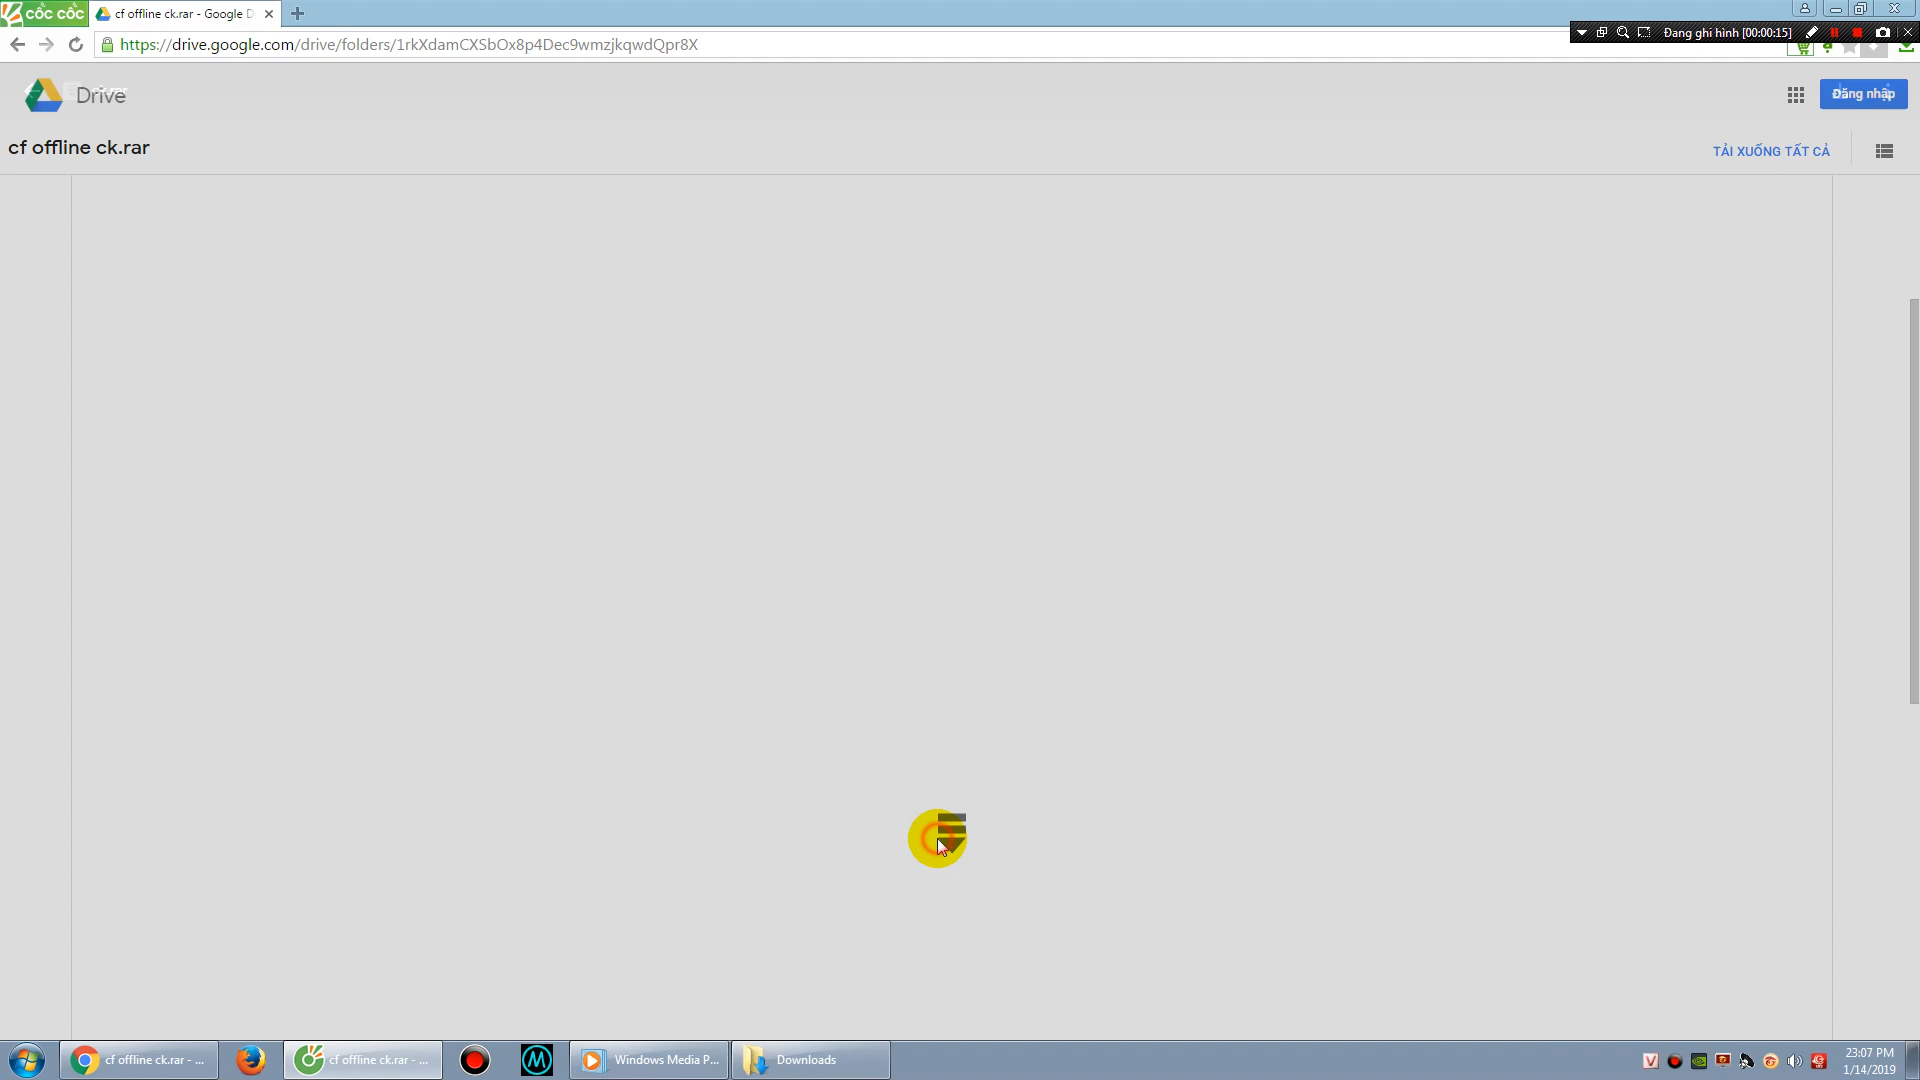 cốc cốc
cf offline ck.rar - Google D
https://drive.google.com/drive/folders/1rkXdamCXSbOx8p4Dec9wmzjkqwdQpr8X
Đang ghi hình [00:00:15]
Drive
Đăng nhập
cf offline ck.rar
TẢI XUỐNG TẤT CẢ
cf offline ck.rar - ...
cf offline ck.rar - ...
Windows Media P...
Downloads
23:07 PM
1/14/2019